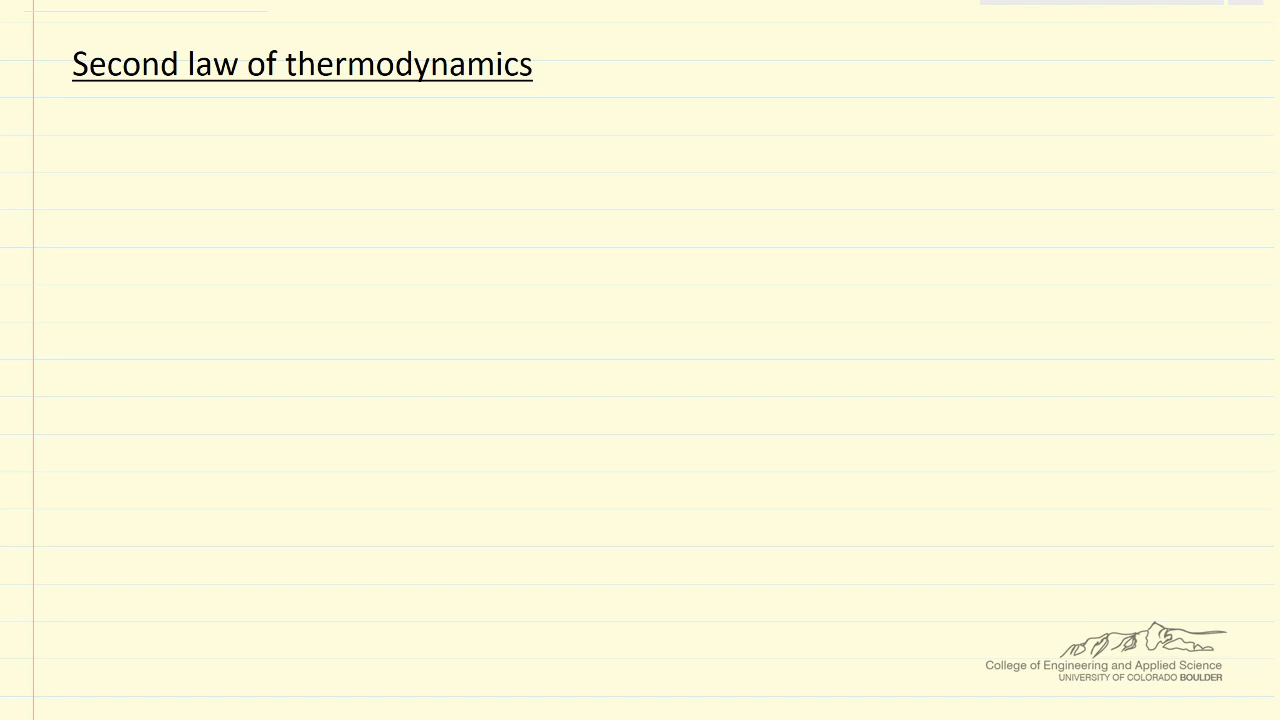 Second law of thermodynamics
College of Engineering and Applied Science
UNIVERSITY OF COLORADO BOULDER